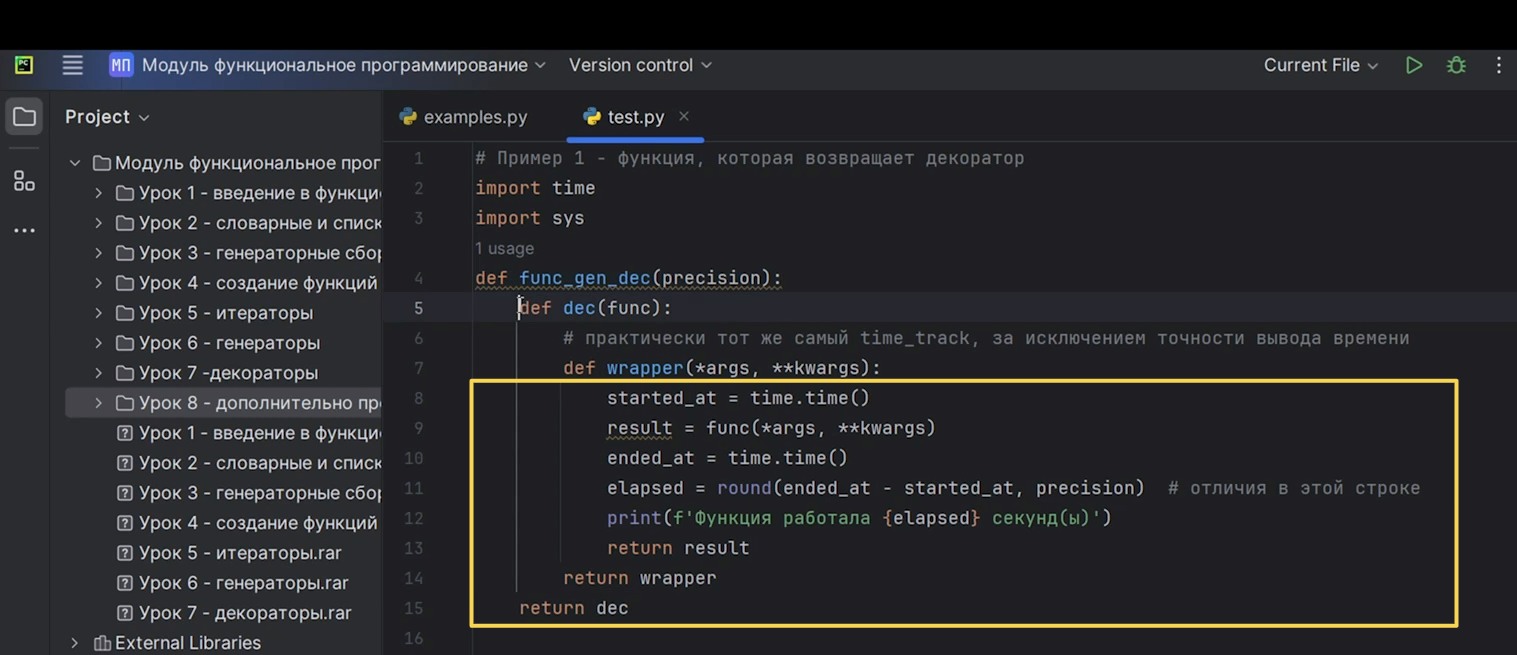 PC
МП Модуль функциональное программирование Version control Current File
Project
examples.py test.py
Модуль функциональное прог
Урок 1 - введение в функци
Урок 2 - словарные и списк
Урок 3 - генераторные сбор
Урок 4 - создание функций
Урок 5 - итераторы
Урок 6 - генераторы
Урок 7 -декораторы
Урок 8 - дополнительно пр
Урок 1 - введение в функци
Урок 2 - словарные и списк
Урок 3 - генераторные сбор
Урок 4 - создание функций
Урок 5 - итераторы.rar
Урок 6 - генераторы.rar
Урок 7 - декораторы.rar
External Libraries
1 # Пример 1 - функция, которая возвращает декоратор
2 import time
3 import sys
1 usage
4 def func_gen_dec(precision):
5 def dec(func):
6 # практически тот же самый time_track, за исключением точности вывода времени
7 def wrapper(*args, **kwargs):
8 started_at = time.time()
9 result = func(*args, **kwargs)
10 ended_at = time.time()
11 elapsed = round(ended_at - started_at, precision) # отличия в этой строке
12 print(f'Функция работала {elapsed} секунд(ы)')
13 return result
14 return wrapper
15 return dec
16